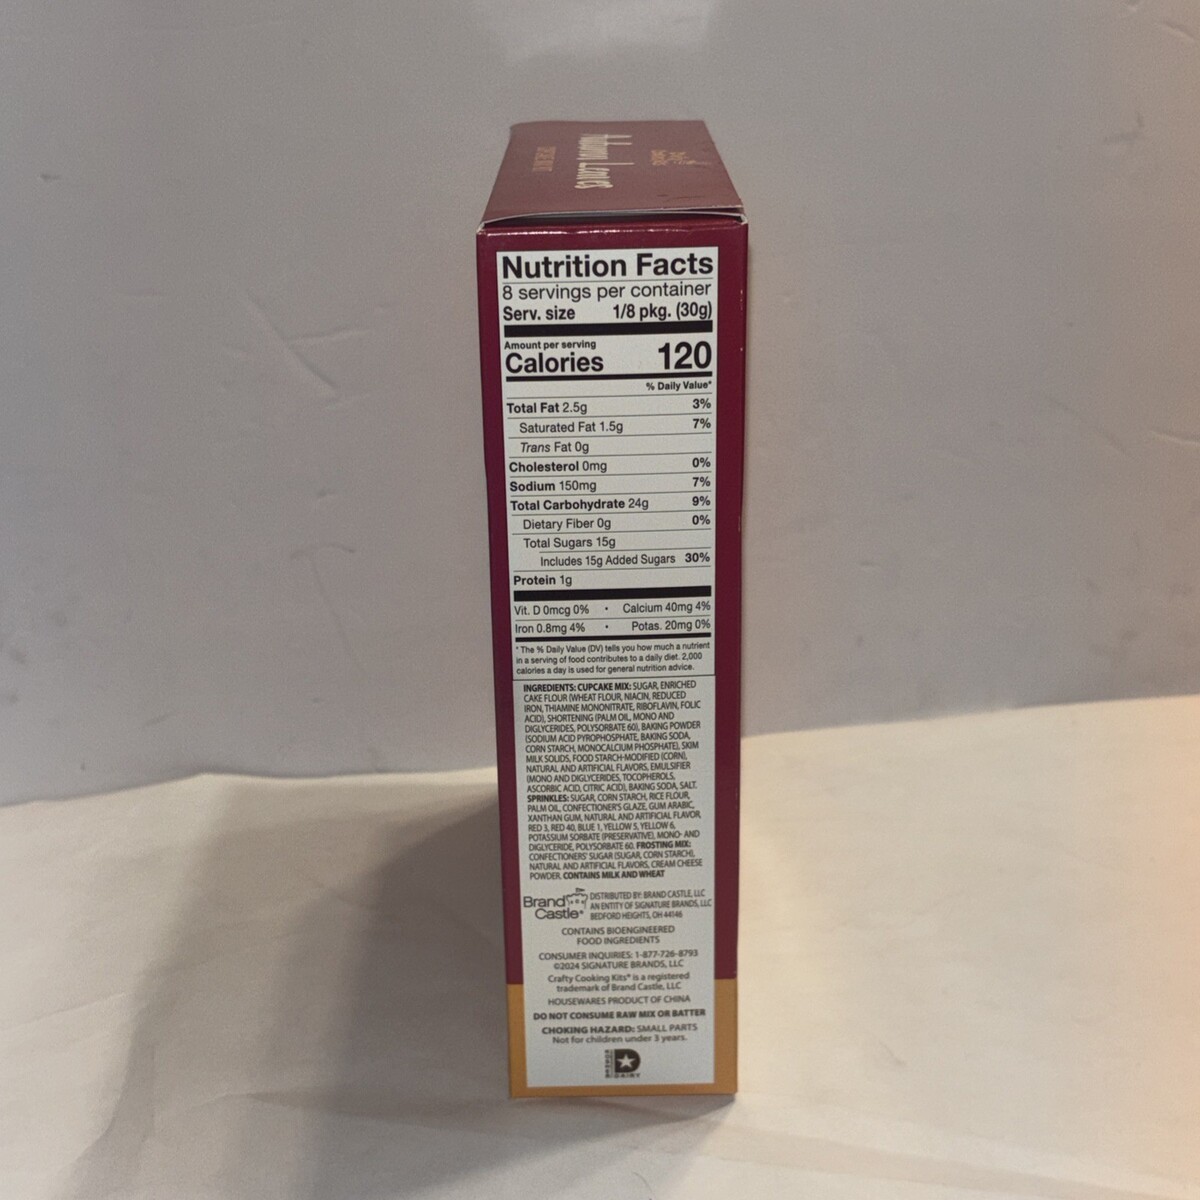 Autumn Leaves
Nutrition Facts
8 servings per container
Serv. size 1/8 pkg. (30g)
Amount per serving
Calories 120
% Daily Value*
Total Fat 2.5g 3%
Saturated Fat 1.5g 7%
Trans Fat 0g
Cholesterol 0mg 0%
Sodium 150mg 7%
Total Carbohydrate 24g 9%
Dietary Fiber 0g 0%
Total Sugars 15g
Includes 15g Added Sugars 30%
Protein 1g
Vit. D 0mcg 0% • Calcium 40mg 4%
Iron 0.8mg 4% • Potas. 20mg 0%
* The % Daily Value (DV) tells you how much a nutrient
in a serving of food contributes to a daily diet. 2,000
calories a day is used for general nutrition advice.
INGREDIENTS: CUPCAKE MIX: SUGAR, ENRICHED
CAKE FLOUR (WHEAT FLOUR, NIACIN, REDUCED
IRON, THIAMINE MONONITRATE, RIBOFLAVIN, FOLIC
ACID), SHORTENING (PALM OIL, MONO AND
DIGLYCERIDES, POLYSORBATE 60), BAKING POWDER
(SODIUM ACID PYROPHOSPHATE, BAKING SODA,
CORN STARCH, MONOCALCIUM PHOSPHATE), SKIM
MILK SOLIDS, FOOD STARCH-MODIFIED (CORN),
NATURAL AND ARTIFICIAL FLAVORS, EMULSIFIER
(MONO AND DIGLYCERIDES, TOCOPHEROLS,
ASCORBIC ACID, CITRIC ACID), BAKING SODA, SALT.
SPRINKLES: SUGAR, CORN STARCH, RICE FLOUR,
PALM OIL, CONFECTIONER'S GLAZE, GUM ARABIC,
XANTHAN GUM, NATURAL AND ARTIFICIAL FLAVOR,
RED 3, RED 40, BLUE 1, YELLOW 5, YELLOW 6,
POTASSIUM SORBATE (PRESERVATIVE), MONO- AND
DIGLYCERIDE, POLYSORBATE 60. FROSTING MIX:
CONFECTIONERS' SUGAR (SUGAR, CORN STARCH),
NATURAL AND ARTIFICIAL FLAVORS, CREAM CHEESE
POWDER. CONTAINS MILK AND WHEAT
Brand Castle®
DISTRIBUTED BY: BRAND CASTLE, LLC
AN ENTITY OF SIGNATURE BRANDS, LLC
BEDFORD HEIGHTS, OH 44146
CONTAINS BIOENGINEERED
FOOD INGREDIENTS
CONSUMER INQUIRIES: 1-877-726-8793
©2024 SIGNATURE BRANDS, LLC
Crafty Cooking Kits® is a registered
trademark of Brand Castle, LLC
HOUSEWARES PRODUCT OF CHINA
DO NOT CONSUME RAW MIX OR BATTER
CHOKING HAZARD: SMALL PARTS
Not for children under 3 years.
D
DAIRY